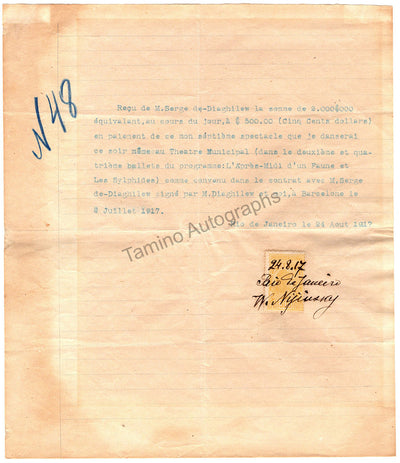 N 48
Reçu de M.Serge de-Diaghilew la somme de 2.000$000
équivalent,au cours du jour,à $ 500.00 (Cinq Cents dollars)
en paiement de ce mon séptième spectacle que je danserai
ce soir même au Theatre Municipal (dans le deuxième et qua-
trième ballets du programme:L'Après-Midi d'un Faune et
Les Sylphides) comme convenu dans le contrat avec M.Serge
de-Diaghilew signé par M.Diaghilew et moi,à Barcelone le
Juillet 1917.
Rio de Janeiro le 24 Aout 1917
Tamino Autographs
24.8.17
Rio de Janeiro
W. Nijinsky